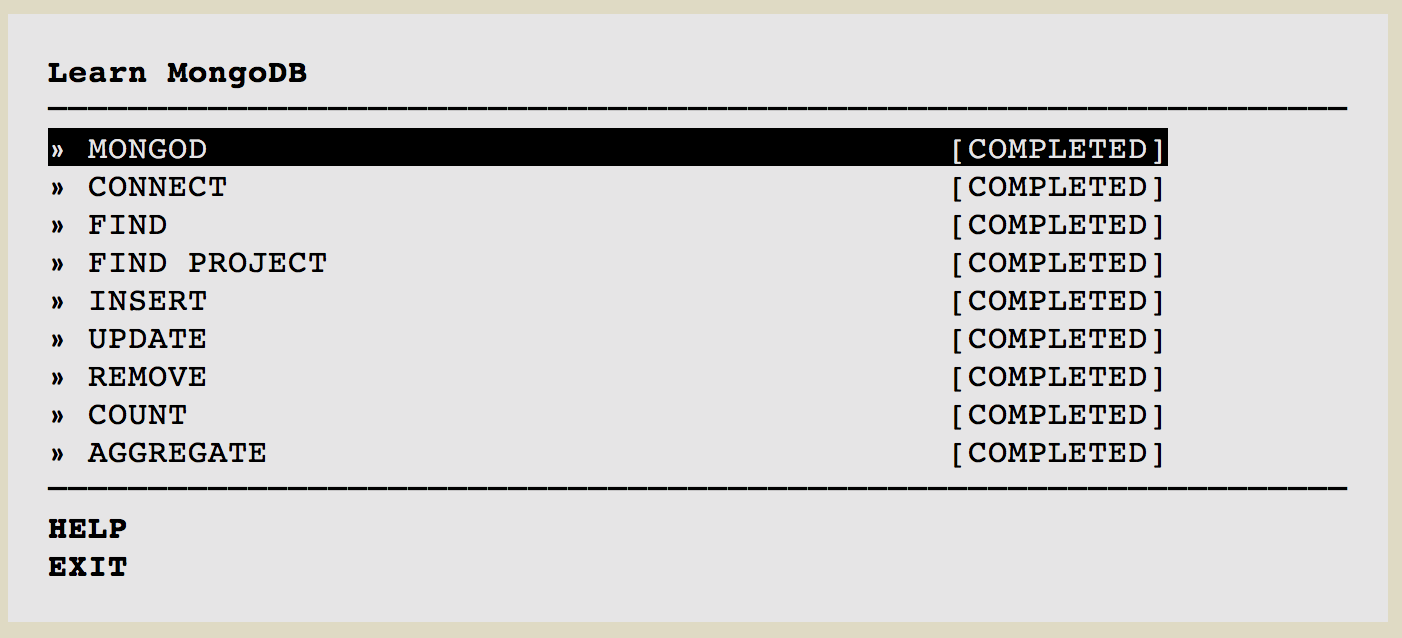 Learn MongoDB
» MONGOD [COMPLETED]
» CONNECT [COMPLETED]
» FIND [COMPLETED]
» FIND PROJECT [COMPLETED]
» INSERT [COMPLETED]
» UPDATE [COMPLETED]
» REMOVE [COMPLETED]
» COUNT [COMPLETED]
» AGGREGATE [COMPLETED]
HELP
EXIT